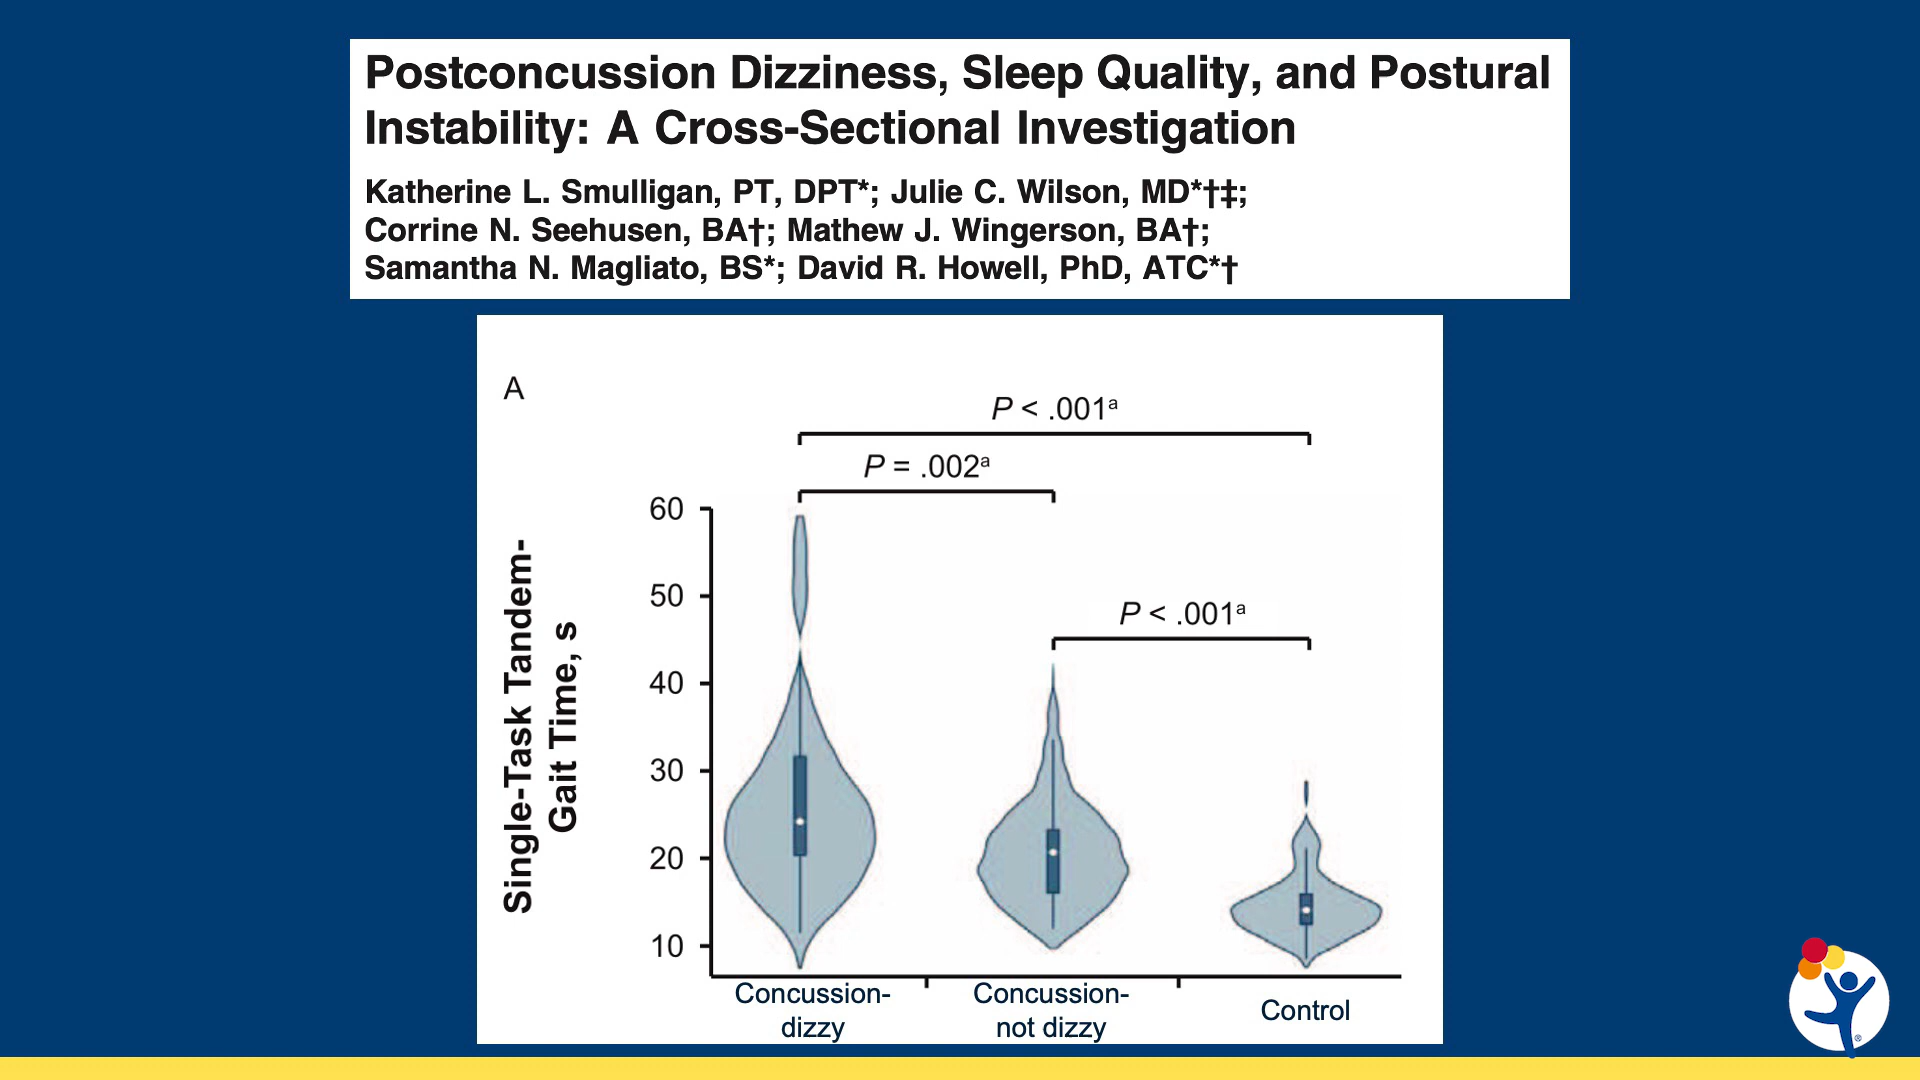 Postconcussion Dizziness, Sleep Quality, and Postural
Instability: A Cross-Sectional Investigation
Katherine L. Smulligan, PT, DPT*; Julie C. Wilson, MD*†‡;
Corrine N. Seehusen, BA†; Mathew J. Wingerson, BA†;
Samantha N. Magliato, BS*; David R. Howell, PhD, ATC*†
A
P < .001ᵃ
P = .002ᵃ
P < .001ᵃ
Single-Task Tandem-
Gait Time, s
60
50
40
30
20
10
Concussion-
dizzy
Concussion-
not dizzy
Control
®